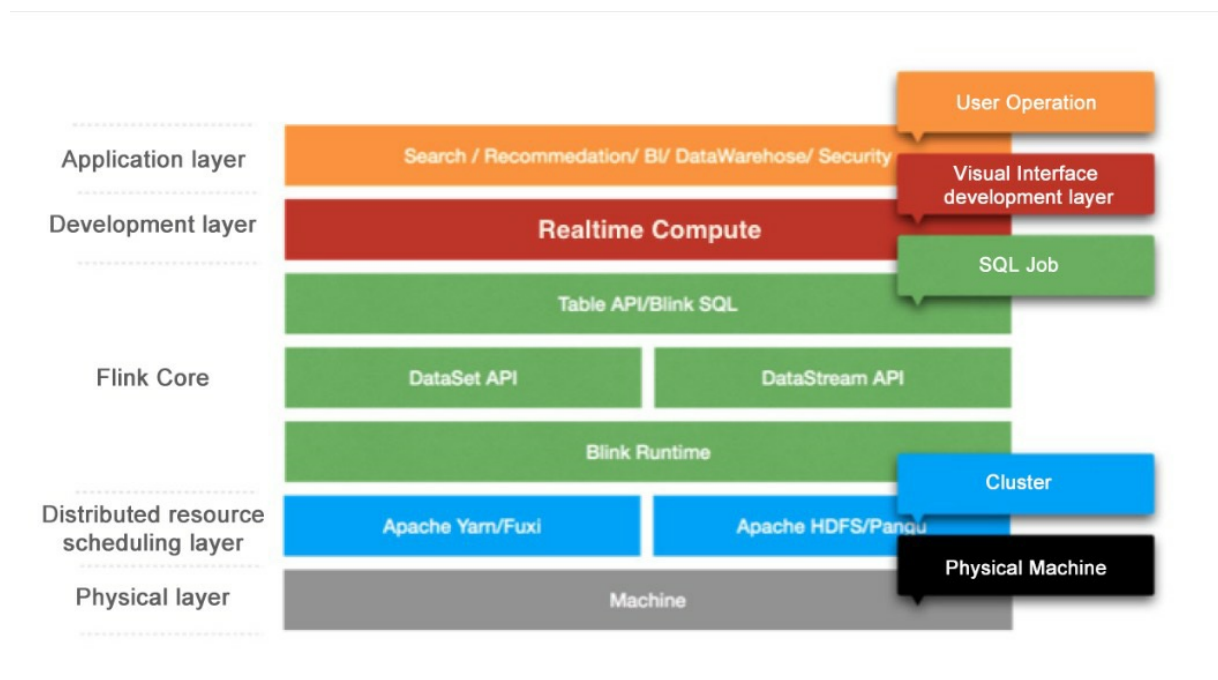 User Operation
Application layer
Search / Recommedation/ BI/ DataWarehose/ Security
Visual Interface
development layer
Development layer
Realtime Compute
SQL Job
Table API/Blink SQL
Flink Core
DataSet API
DataStream API
Blink Runtime
Cluster
Distributed resource
scheduling layer
Apache Yarn/Fuxi
Apache HDFS/Pangu
Physical Machine
Physical layer
Machine